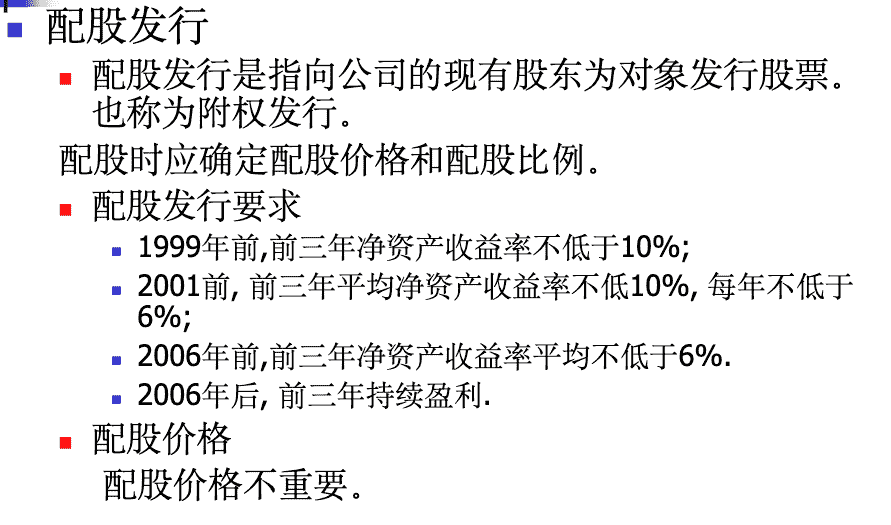 配股发行
配股发行是指向公司的现有股东为对象发行股票。
也称为附权发行。
配股时应确定配股价格和配股比例。
配股发行要求
1999年前,前三年净资产收益率不低于10%;
2001前, 前三年平均净资产收益率不低10%, 每年不低于
6%;
2006年前,前三年净资产收益率平均不低于6%.
2006年后, 前三年持续盈利.
配股价格
配股价格不重要。